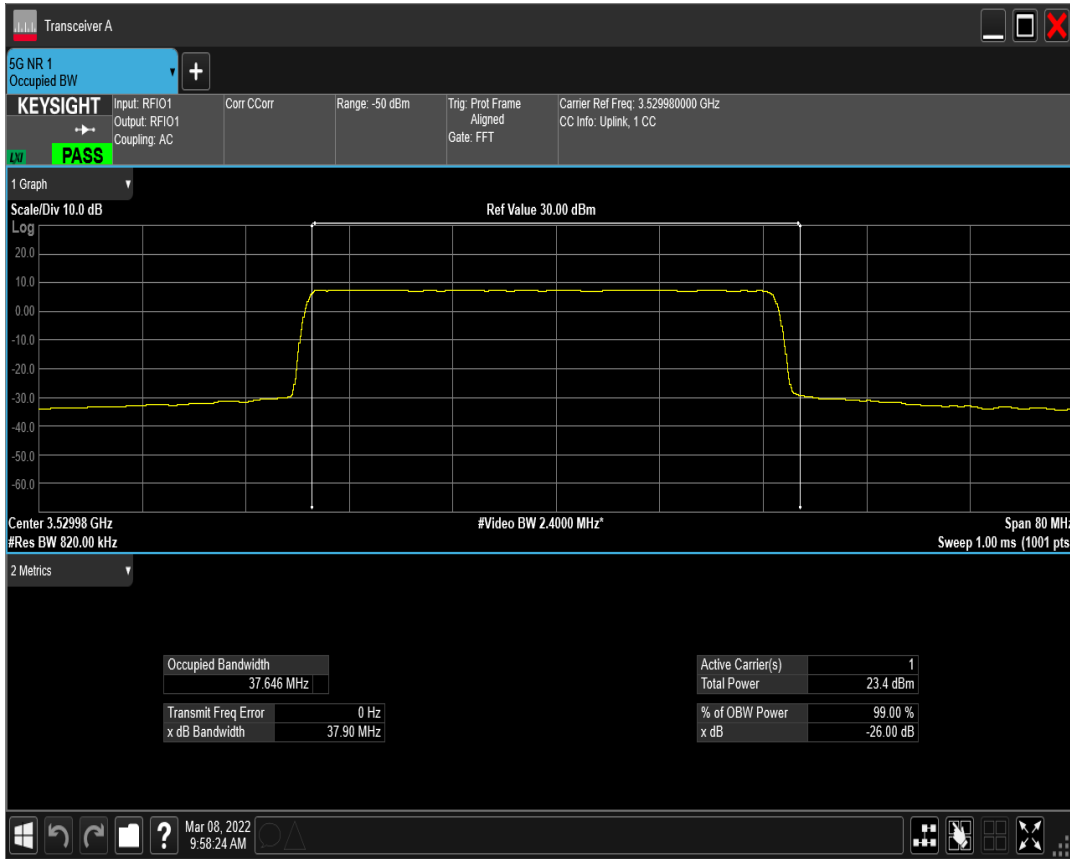 Transceiver A
5G NR 1
Occupied BW
KEYSIGHT
LXI
PASS
Input: RFIO1
Output: RFIO1
Coupling: AC
Corr CCorr
Range: -50 dBm
Trig: Prot Frame
Aligned
Gate: FFT
Carrier Ref Freq: 3.529980000 GHz
CC Info: Uplink, 1 CC
1 Graph
Scale/Div 10.0 dB
Ref Value 30.00 dBm
Log
20.0
10.0
0.00
-10.0
-20.0
-30.0
-40.0
-50.0
-60.0
Center 3.52998 GHz
#Video BW 2.4000 MHz*
Span 80 MHz
#Res BW 820.00 kHz
Sweep 1.00 ms (1001 pts
2 Metrics
Occupied Bandwidth
37.646 MHz
Transmit Freq Error 0 Hz
x dB Bandwidth 37.90 MHz
Active Carrier(s) 1
Total Power 23.4 dBm
% of OBW Power 99.00 %
x dB -26.00 dB
Mar 08, 2022
9:58:24 AM